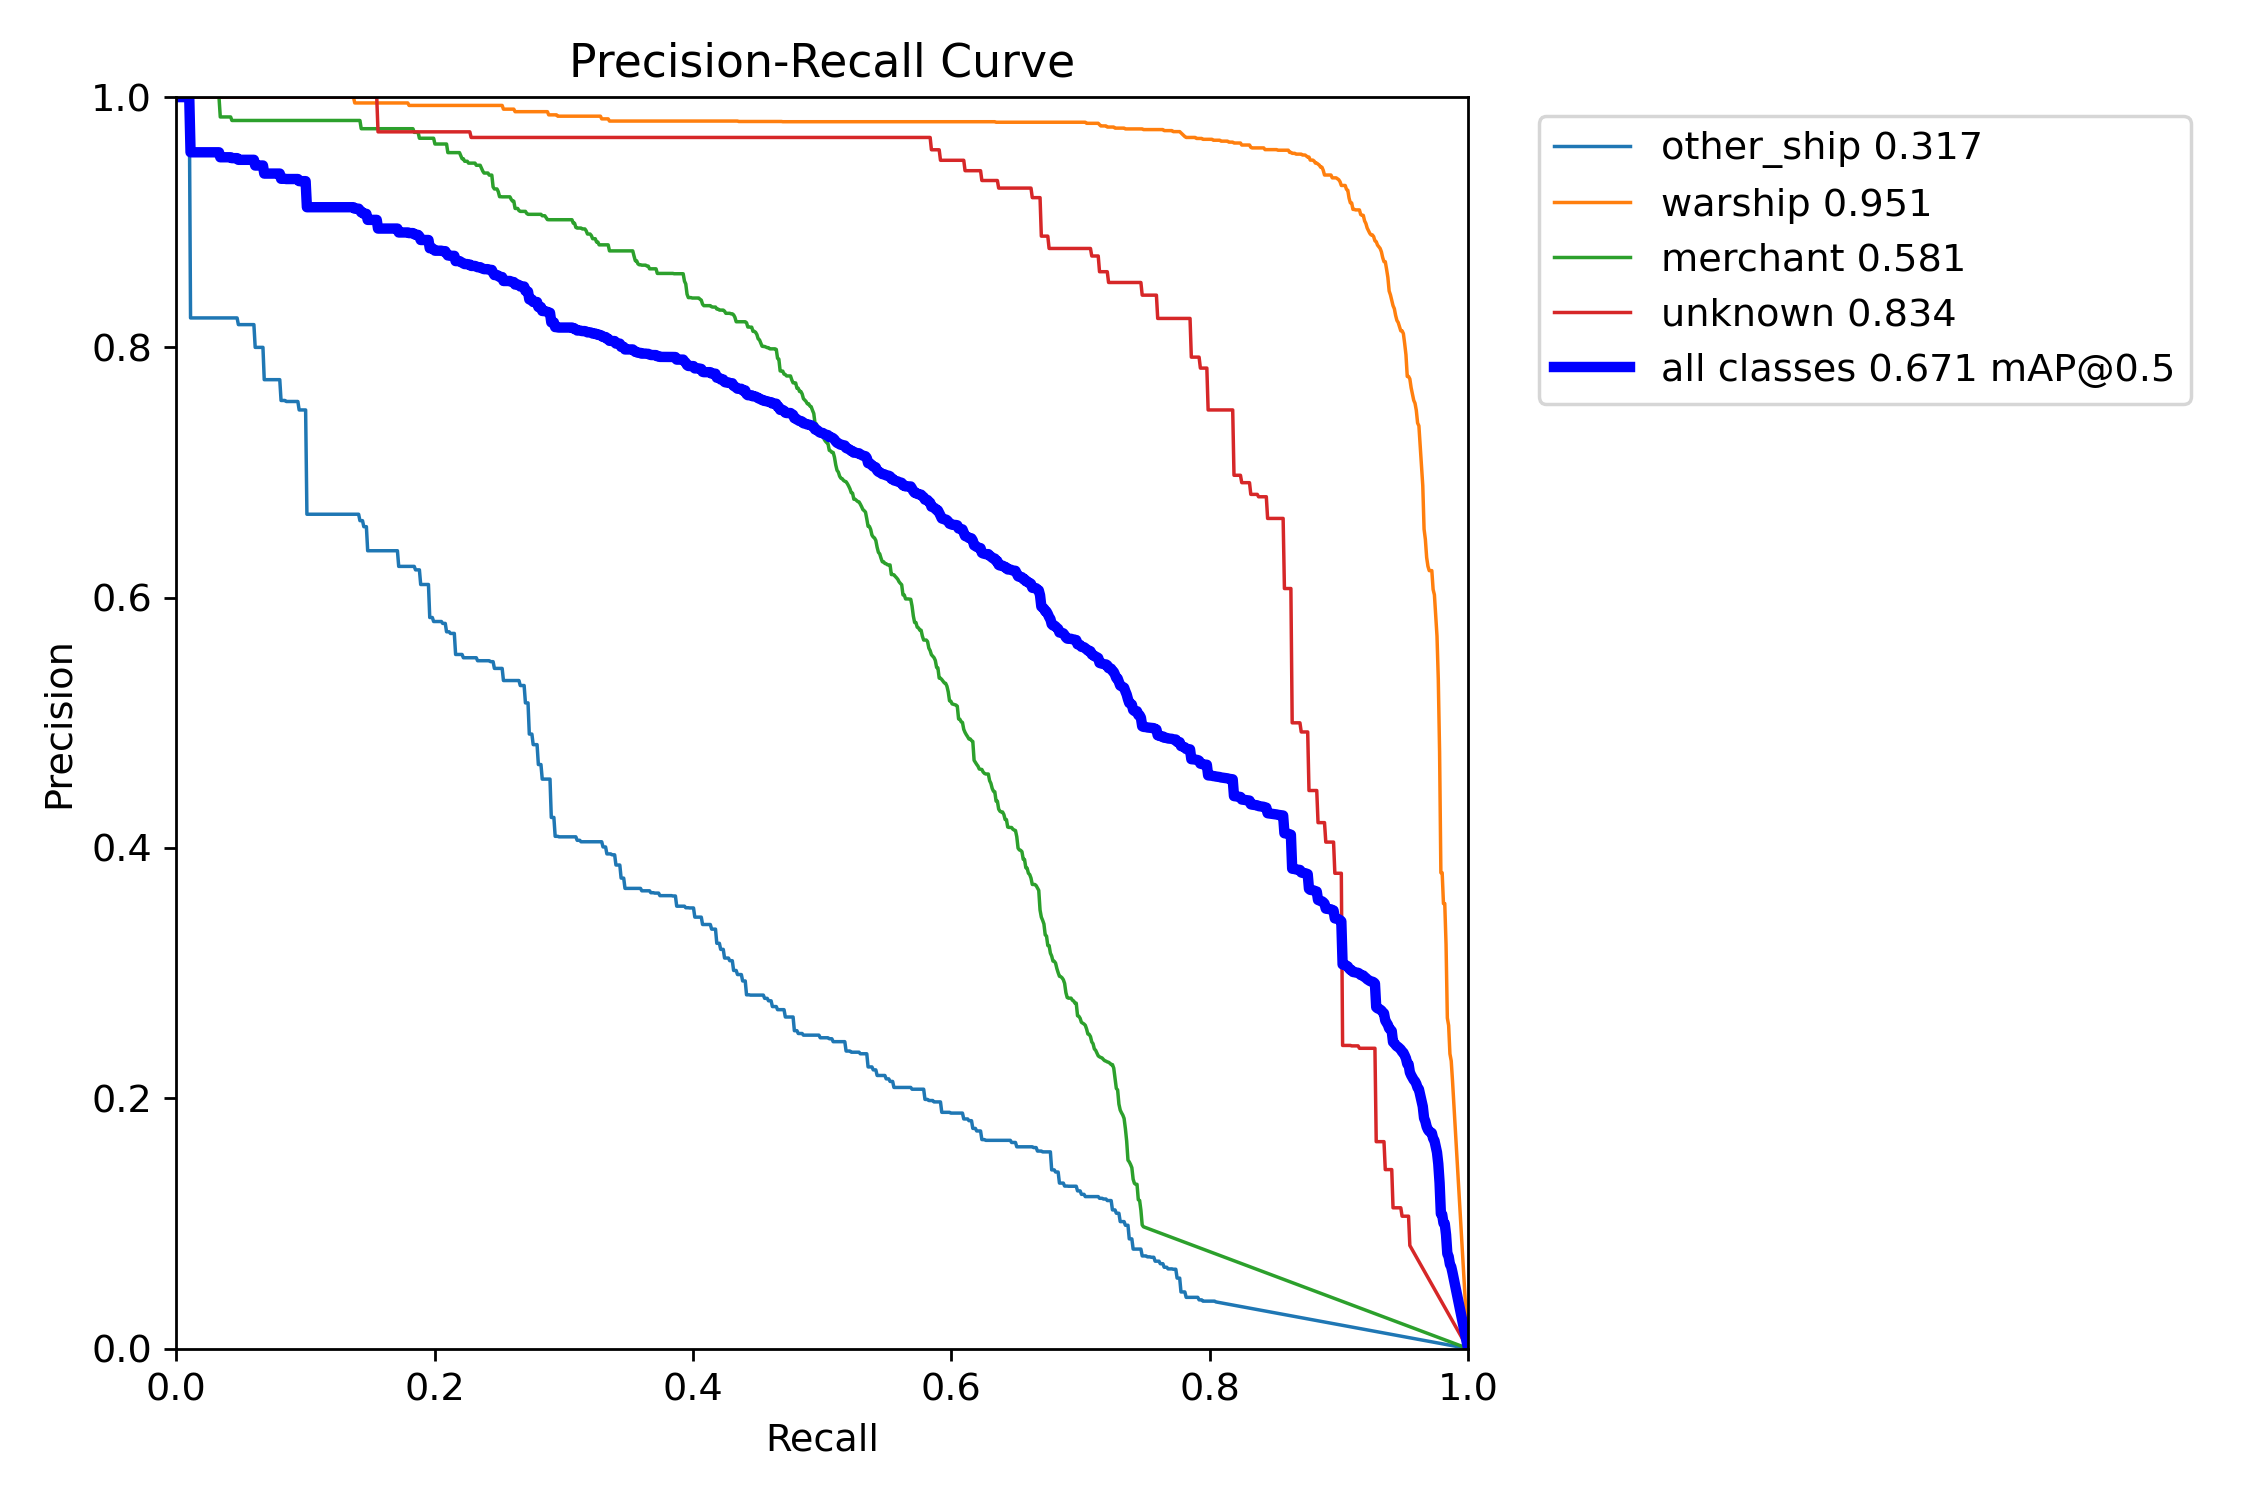 Precision-Recall Curve
1.0
0.8
0.6
0.4
0.2
0.0
Precision
0.0 0.2 0.4 0.6 0.8 1.0
Recall
other_ship 0.317
warship 0.951
merchant 0.581
unknown 0.834
all classes 0.671 mAP@0.5